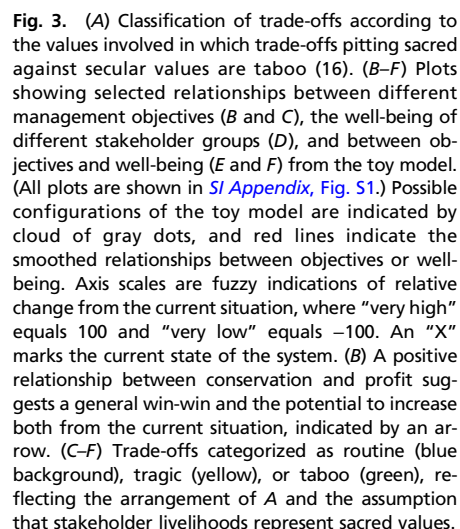 Fig. 3. (A) Classification of trade-offs according to
the values involved in which trade-offs pitting sacred
against secular values are taboo (16). (B–F) Plots
showing selected relationships between different
management objectives (B and C), the well-being of
different stakeholder groups (D), and between ob-
jectives and well-being (E and F) from the toy model.
(All plots are shown in SI Appendix, Fig. S1.) Possible
configurations of the toy model are indicated by
cloud of gray dots, and red lines indicate the
smoothed relationships between objectives or well-
being. Axis scales are fuzzy indications of relative
change from the current situation, where “very high”
equals 100 and “very low” equals −100. An “X”
marks the current state of the system. (B) A positive
relationship between conservation and profit sug-
gests a general win-win and the potential to increase
both from the current situation, indicated by an ar-
row. (C–F) Trade-offs categorized as routine (blue
background), tragic (yellow), or taboo (green), re-
flecting the arrangement of A and the assumption
that stakeholder livelihoods represent sacred values.